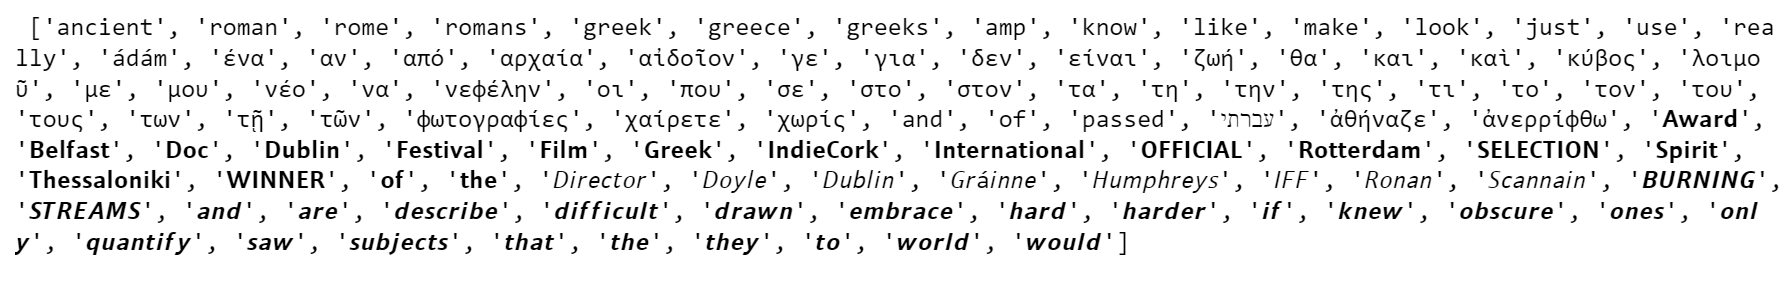 ['ancient', 'roman', 'rome', 'romans', 'greek', 'greece', 'greeks', 'amp', 'know', 'like', 'make', 'look', 'just', 'use', 'rea
lly', 'ádám', 'ένα', 'αν', 'από', 'αρχαία', 'αἰδοῖον', 'γε', 'για', 'δεν', 'είναι', 'ζωή', 'θα', 'και', 'καὶ', 'κύβος', 'λοιμο
ῦ', 'με', 'μου', 'νέο', 'να', 'νεφέλην', 'οι', 'που', 'σε', 'στο', 'στον', 'τα', 'τη', 'την', 'της', 'τι', 'το', 'τον', 'του',
'τους', 'των', 'τῇ', 'τῶν', 'φωτογραφίες', 'χαίρετε', 'χωρίς', 'and', 'of', 'passed', 'עברתי', 'ἀθήναζε', 'ἀνερρίφθω', 'Award',
'Belfast', 'Doc', 'Dublin', 'Festival', 'Film', 'Greek', 'IndieCork', 'International', 'OFFICIAL', 'Rotterdam', 'SELECTION', 'Spirit',
'Thessaloniki', 'WINNER', 'of', 'the', 'Director', 'Doyle', 'Dublin', 'Gráinne', 'Humphreys', 'IFF', 'Ronan', 'Scannain', 'BURNING',
'STREAMS', 'and', 'are', 'describe', 'difficult', 'drawn', 'embrace', 'hard', 'harder', 'if', 'knew', 'obscure', 'ones', 'onl
y', 'quantify', 'saw', 'subjects', 'that', 'the', 'they', 'to', 'world', 'would']